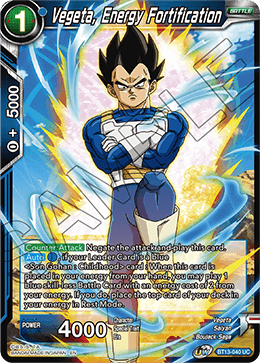 1
Vegeta, Energy Fortification
BATTLE
0 + 5000
Counter: Attack Negate the attack and play this card.
Auto If your Leader Card is a blue
<Son Goku: Childhood> card: When this card is
placed in your energy from your hand, you may play 1
blue skill-less Battle Card with an energy cost of 2 from
your energy. If you do, place the top card of your deck in
your energy in Rest Mode.
POWER
4000
Character
Vegeta
Special Trait
Saiyan
Era
Boujack Saga
BT13-040 UC